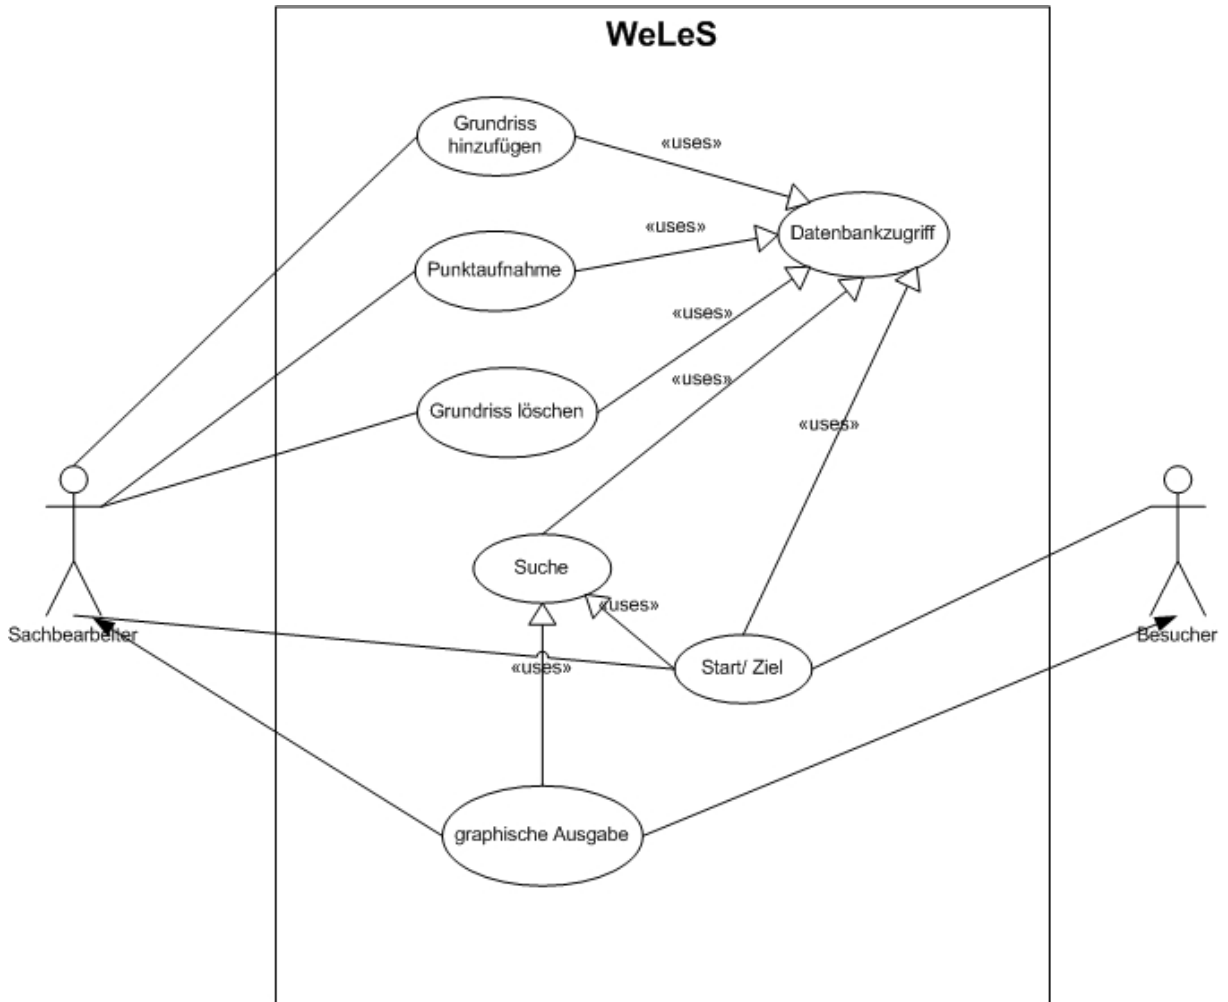 WeLeS
Grundriss
hinzufügen
«uses»
Datenbankzugriff
«uses»
Punktaufnahme
«uses»
«uses»
Grundriss löschen
«uses»
Suche
«uses»
Sachbearbeiter
Besucher
«uses»
Start/ Ziel
graphische Ausgabe